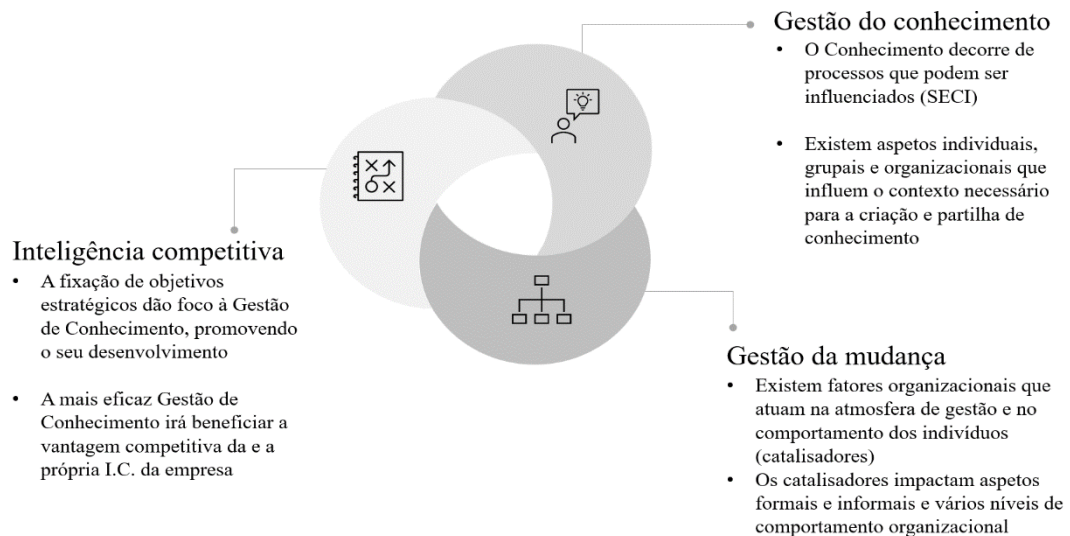 Gestão do conhecimento
• O Conhecimento decorre de
processos que podem ser
influenciados (SECI)
• Existem aspetos individuais,
grupais e organizacionais que
influem o contexto necessário
para a criação e partilha de
conhecimento
Inteligência competitiva
• A fixação de objetivos
estratégicos dão foco à Gestão
de Conhecimento, promovendo
o seu desenvolvimento
• A mais eficaz Gestão de
Conhecimento irá beneficiar a
vantagem competitiva da e a
própria I.C. da empresa
Gestão da mudança
• Existem fatores organizacionais que
atuam na atmosfera de gestão e no
comportamento dos indivíduos
(catalisadores)
• Os catalisadores impactam aspetos
formais e informais e vários níveis de
comportamento organizacional